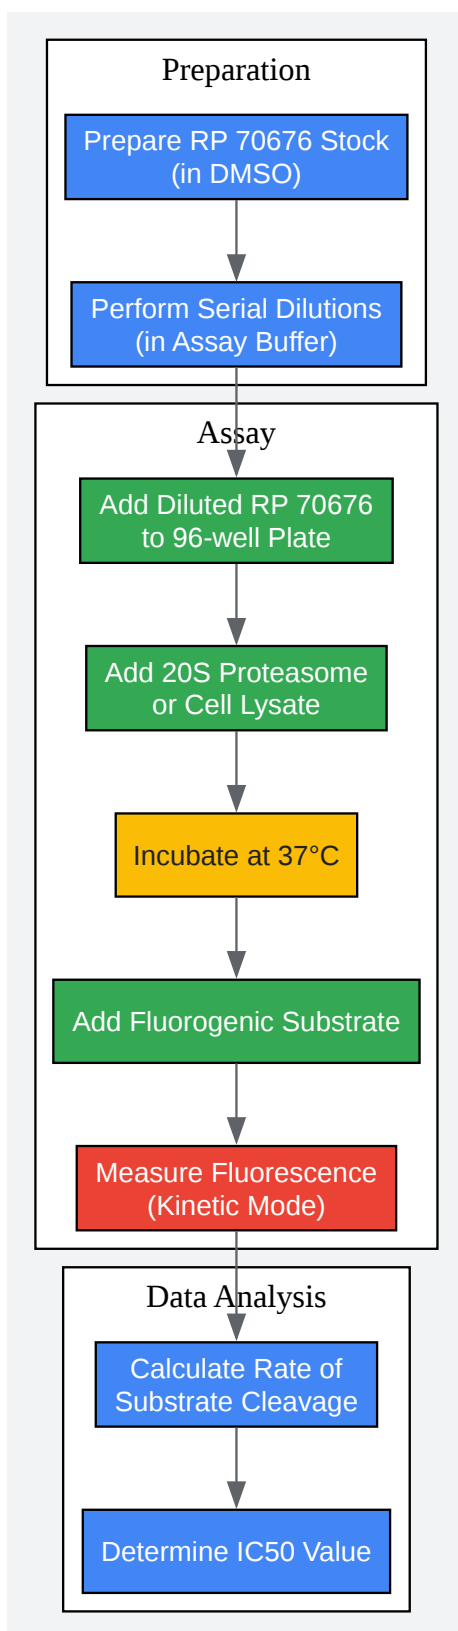 Preparation
Prepare RP 70676 Stock
(in DMSO)
Perform Serial Dilutions
(in Assay Buffer)
Assay
Add Diluted RP 70676
to 96-well Plate
Add 20S Proteasome
or Cell Lysate
Incubate at 37°C
Add Fluorogenic Substrate
Measure Fluorescence
(Kinetic Mode)
Data Analysis
Calculate Rate of
Substrate Cleavage
Determine IC50 Value